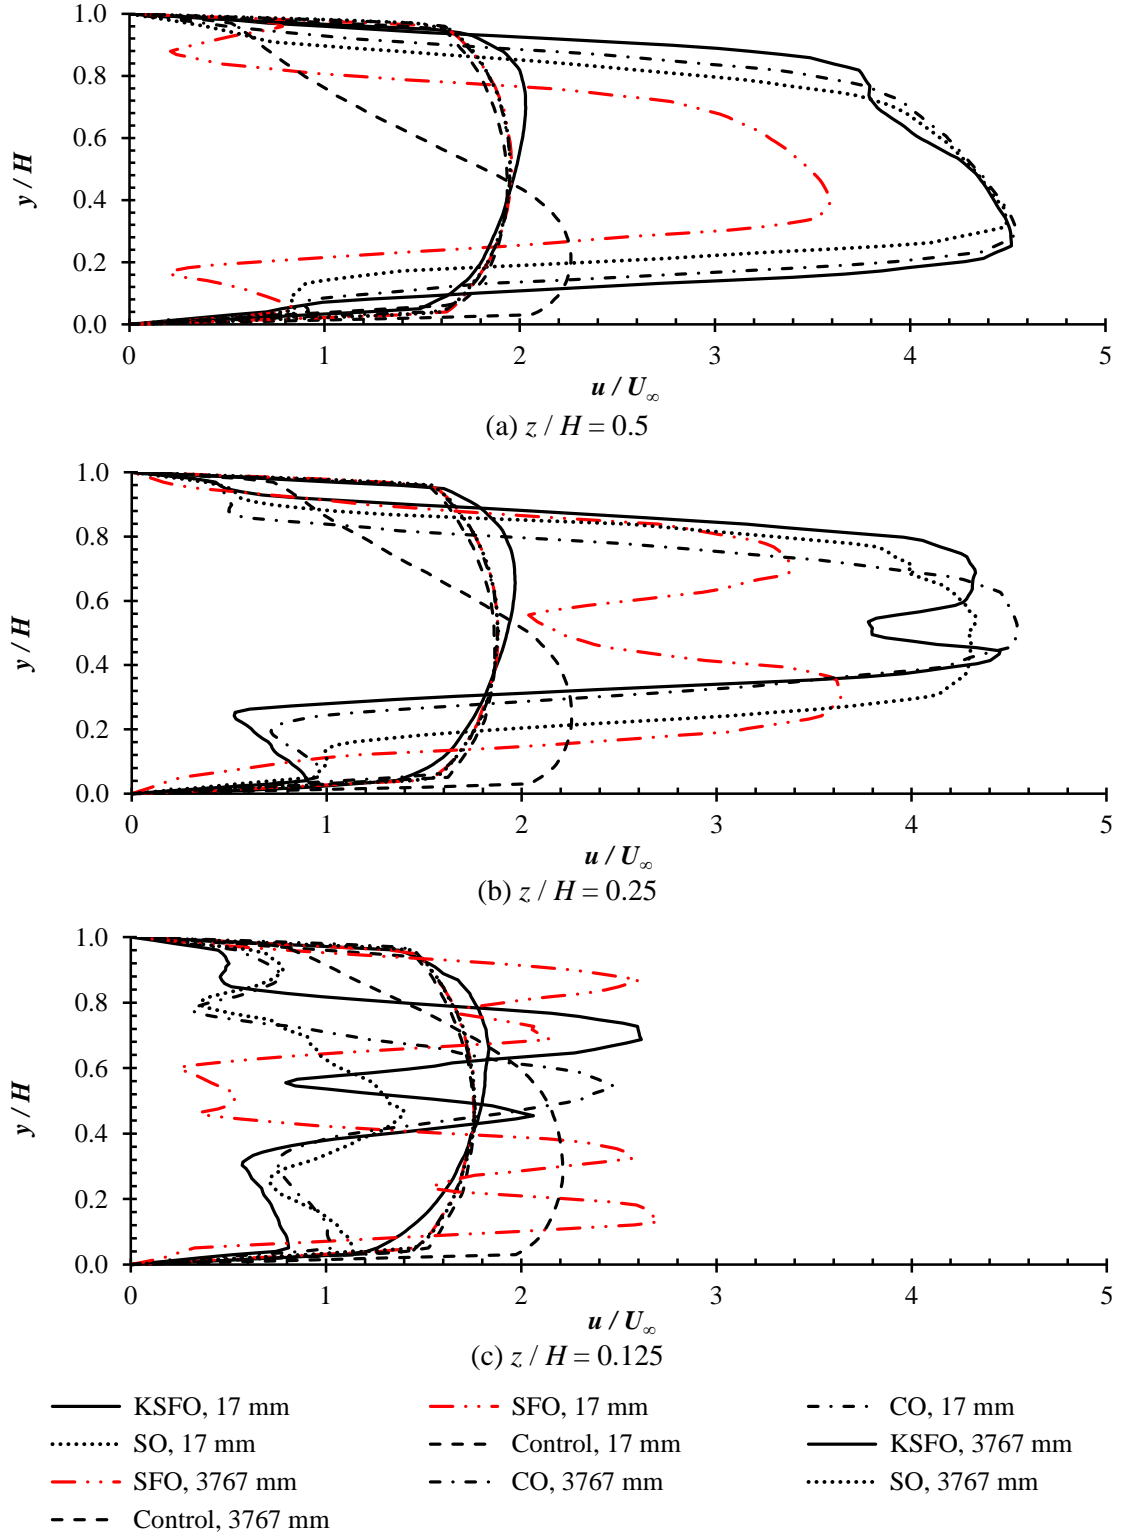 1.0
0.8
0.6
0.4
0.2
0.0
y / H
0 1 2 3 4 5
u / U∞
(a) z / H = 0.5
1.0
0.8
0.6
0.4
0.2
0.0
y / H
0 1 2 3 4 5
u / U∞
(b) z / H = 0.25
1.0
0.8
0.6
0.4
0.2
0.0
y / H
0 1 2 3 4 5
u / U∞
(c) z / H = 0.125
KSFO, 17 mm SFO, 17 mm CO, 17 mm
SO, 17 mm Control, 17 mm KSFO, 3767 mm
SFO, 3767 mm CO, 3767 mm SO, 3767 mm
Control, 3767 mm